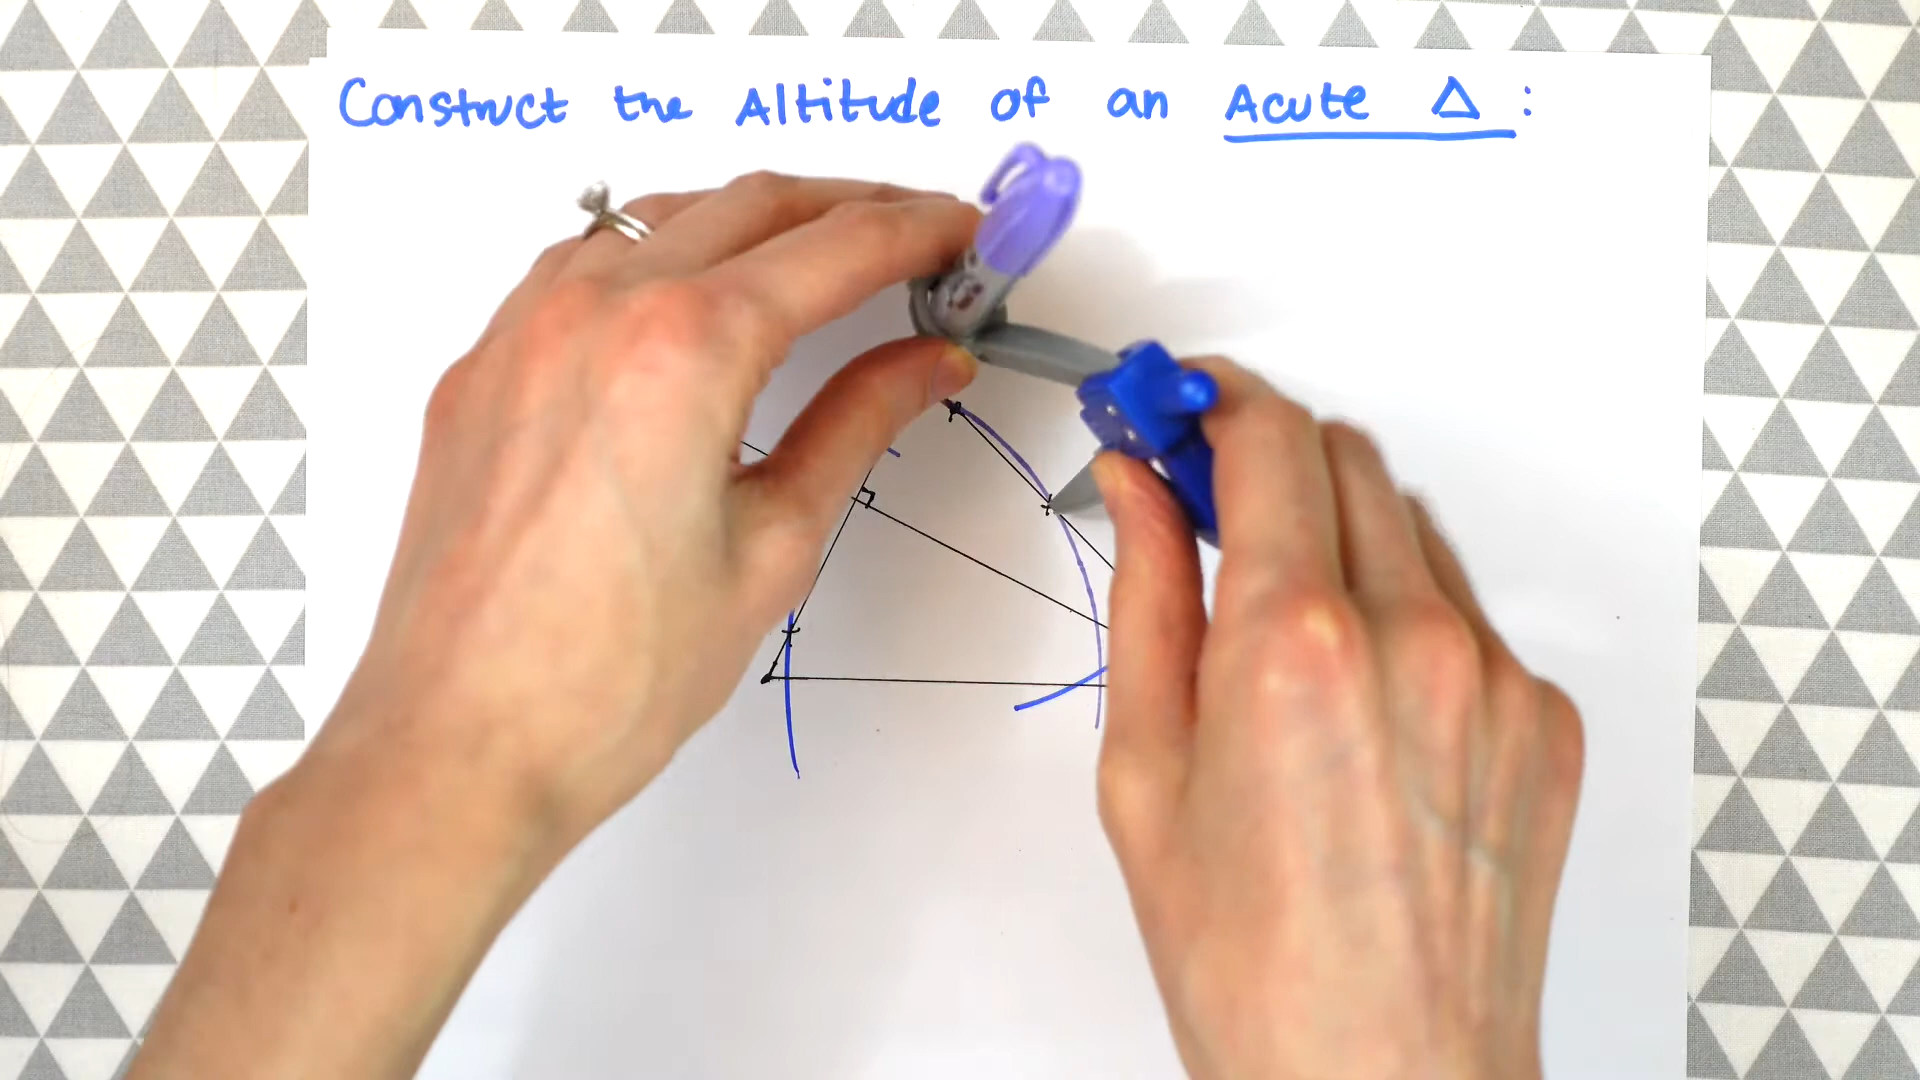 Construct the Altitude of an Acute △ :